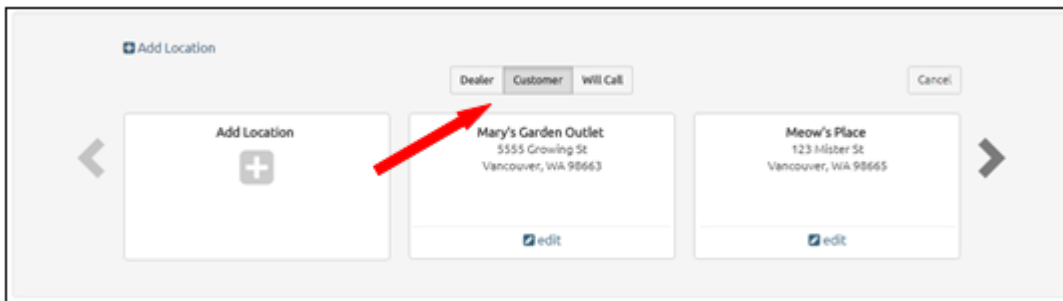 Add Location
Dealer Customer Will Call
Cancel
Add Location
Mary's Garden Outlet
5555 Growing St
Vancouver, WA 98663
edit
Meow's Place
123 Mister St
Vancouver, WA 98665
edit